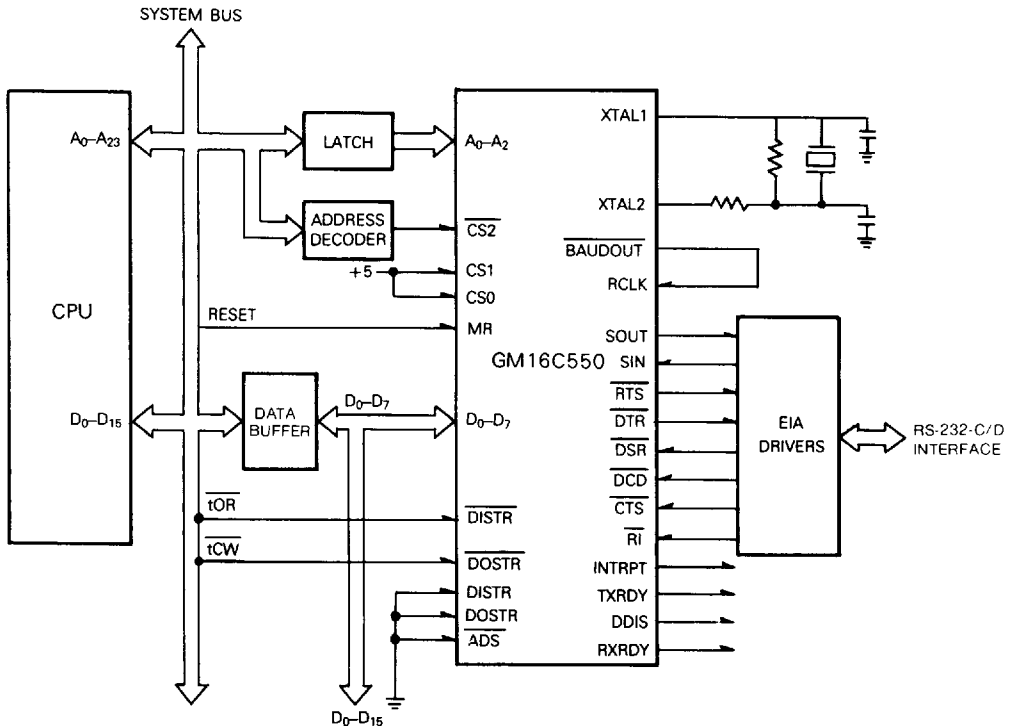 SYSTEM BUS
CPU
A0–A23
D0–D15
LATCH
ADDRESS
DECODER
+5
RESET
DATA
BUFFER
D0–D7
tOR
tCW
D0–D15
GM16C550
A0–A2
CS2
CS1
CS0
MR
D0–D7
DISTR
DOSTR
DISTR
DOSTR
ADS
XTAL1
XTAL2
BAUDOUT
RCLK
SOUT
SIN
RTS
DTR
DSR
DCD
CTS
RI
INTRPT
TXRDY
DDIS
RXRDY
EIA
DRIVERS
RS-232-C/D
INTERFACE